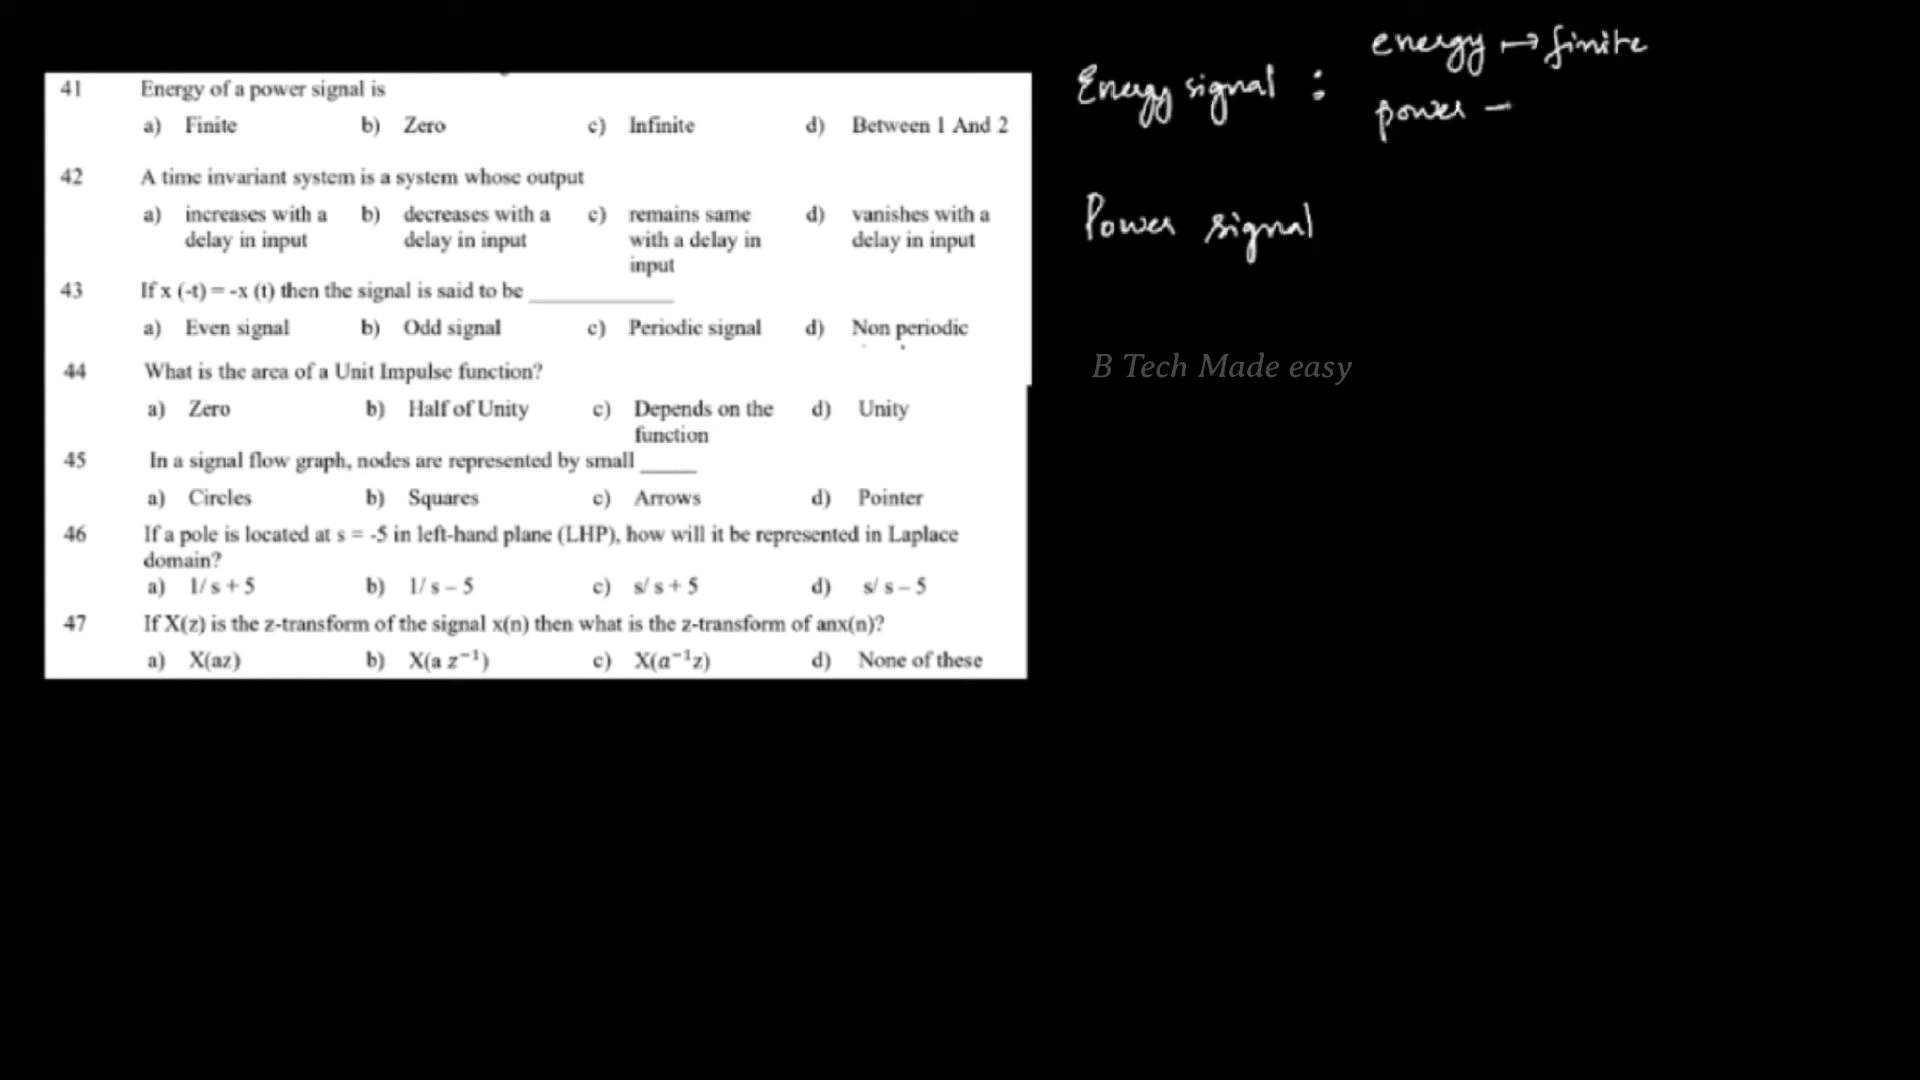 41 Energy of a power signal is
a) Finite b) Zero c) Infinite d) Between 1 And 2
42 A time invariant system is a system whose output
a) increases with a delay in input b) decreases with a delay in input c) remains same with a delay in input d) vanishes with a delay in input
43 If x (-t) = -x (t) then the signal is said to be ____________
a) Even signal b) Odd signal c) Periodic signal d) Non periodic
44 What is the area of a Unit Impulse function?
a) Zero b) Half of Unity c) Depends on the function d) Unity
45 In a signal flow graph, nodes are represented by small _____
a) Circles b) Squares c) Arrows d) Pointer
46 If a pole is located at s = -5 in left-hand plane (LHP), how will it be represented in Laplace
domain?
a) 1/ s + 5 b) 1/ s – 5 c) s/ s + 5 d) s/ s – 5
47 If X(z) is the z-transform of the signal x(n) then what is the z-transform of anx(n)?
a) X(az) b) X(a z⁻¹) c) X(a⁻¹z) d) None of these
Energy signal : energy → finite
power -
Power signal
B Tech Made easy